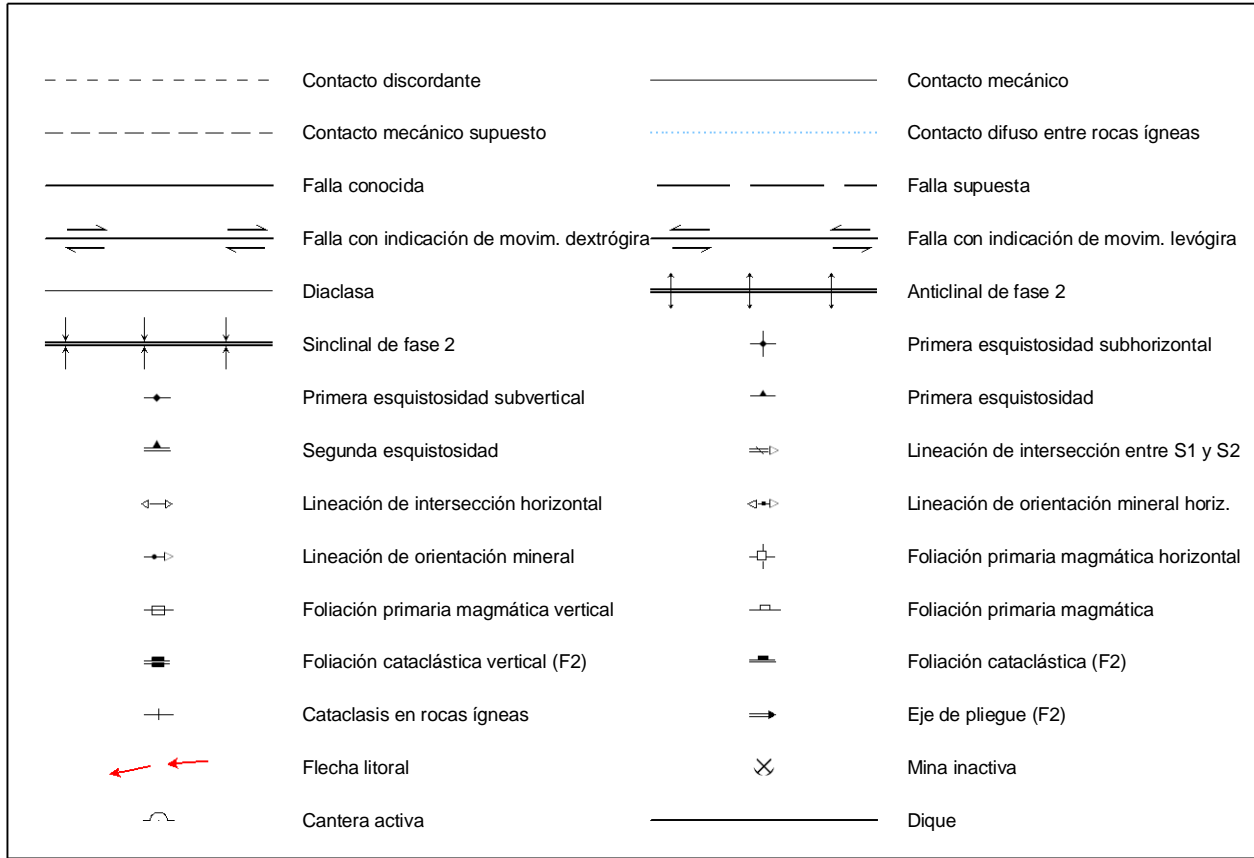 Contacto discordante
Contacto mecánico
Contacto mecánico supuesto
Contacto difuso entre rocas ígneas
Falla conocida
Falla supuesta
Falla con indicación de movim. dextrógira
Falla con indicación de movim. levógira
Diaclasa
Anticlinal de fase 2
Sinclinal de fase 2
Primera esquistosidad subhorizontal
Primera esquistosidad subvertical
Primera esquistosidad
Segunda esquistosidad
Lineación de intersección entre S1 y S2
Lineación de intersección horizontal
Lineación de orientación mineral horiz.
Lineación de orientación mineral
Foliación primaria magmática horizontal
Foliación primaria magmática vertical
Foliación primaria magmática
Foliación cataclástica vertical (F2)
Foliación cataclástica (F2)
Cataclasis en rocas ígneas
Eje de pliegue (F2)
Flecha litoral
Mina inactiva
Cantera activa
Dique